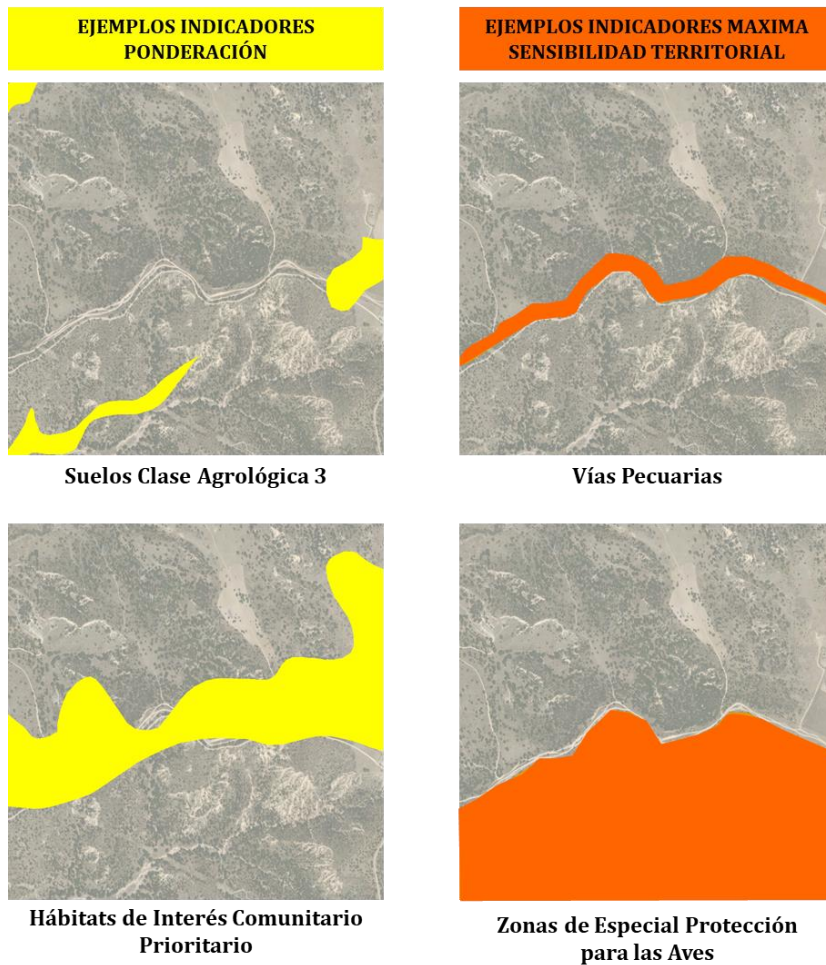 EJEMPLOS INDICADORES
PONDERACIÓN
EJEMPLOS INDICADORES MAXIMA
SENSIBILIDAD TERRITORIAL
Suelos Clase Agrológica 3
Vías Pecuarias
Hábitats de Interés Comunitario
Prioritario
Zonas de Especial Protección
para las Aves